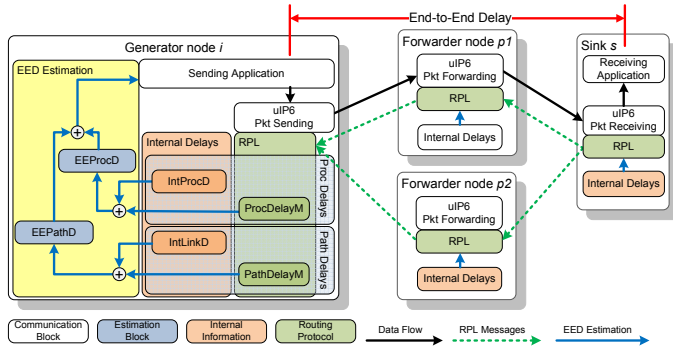 End-to-End Delay
Generator node i
EED Estimation
Sending Application
uIP6
Pkt Sending
Internal Delays
RPL
EEProcD
IntProcD
ProcDelayM
Proc Delays
EEPathD
IntLinkD
PathDelayM
Path Delays
Forwarder node p1
uIP6
Pkt Forwarding
RPL
Internal Delays
Forwarder node p2
uIP6
Pkt Forwarding
RPL
Internal Delays
Sink s
Receiving
Application
uIP6
Pkt Receiving
RPL
Internal Delays
Communication
Block
Estimation
Block
Internal
Information
Routing
Protocol
Data Flow
RPL Messages
EED Estimation